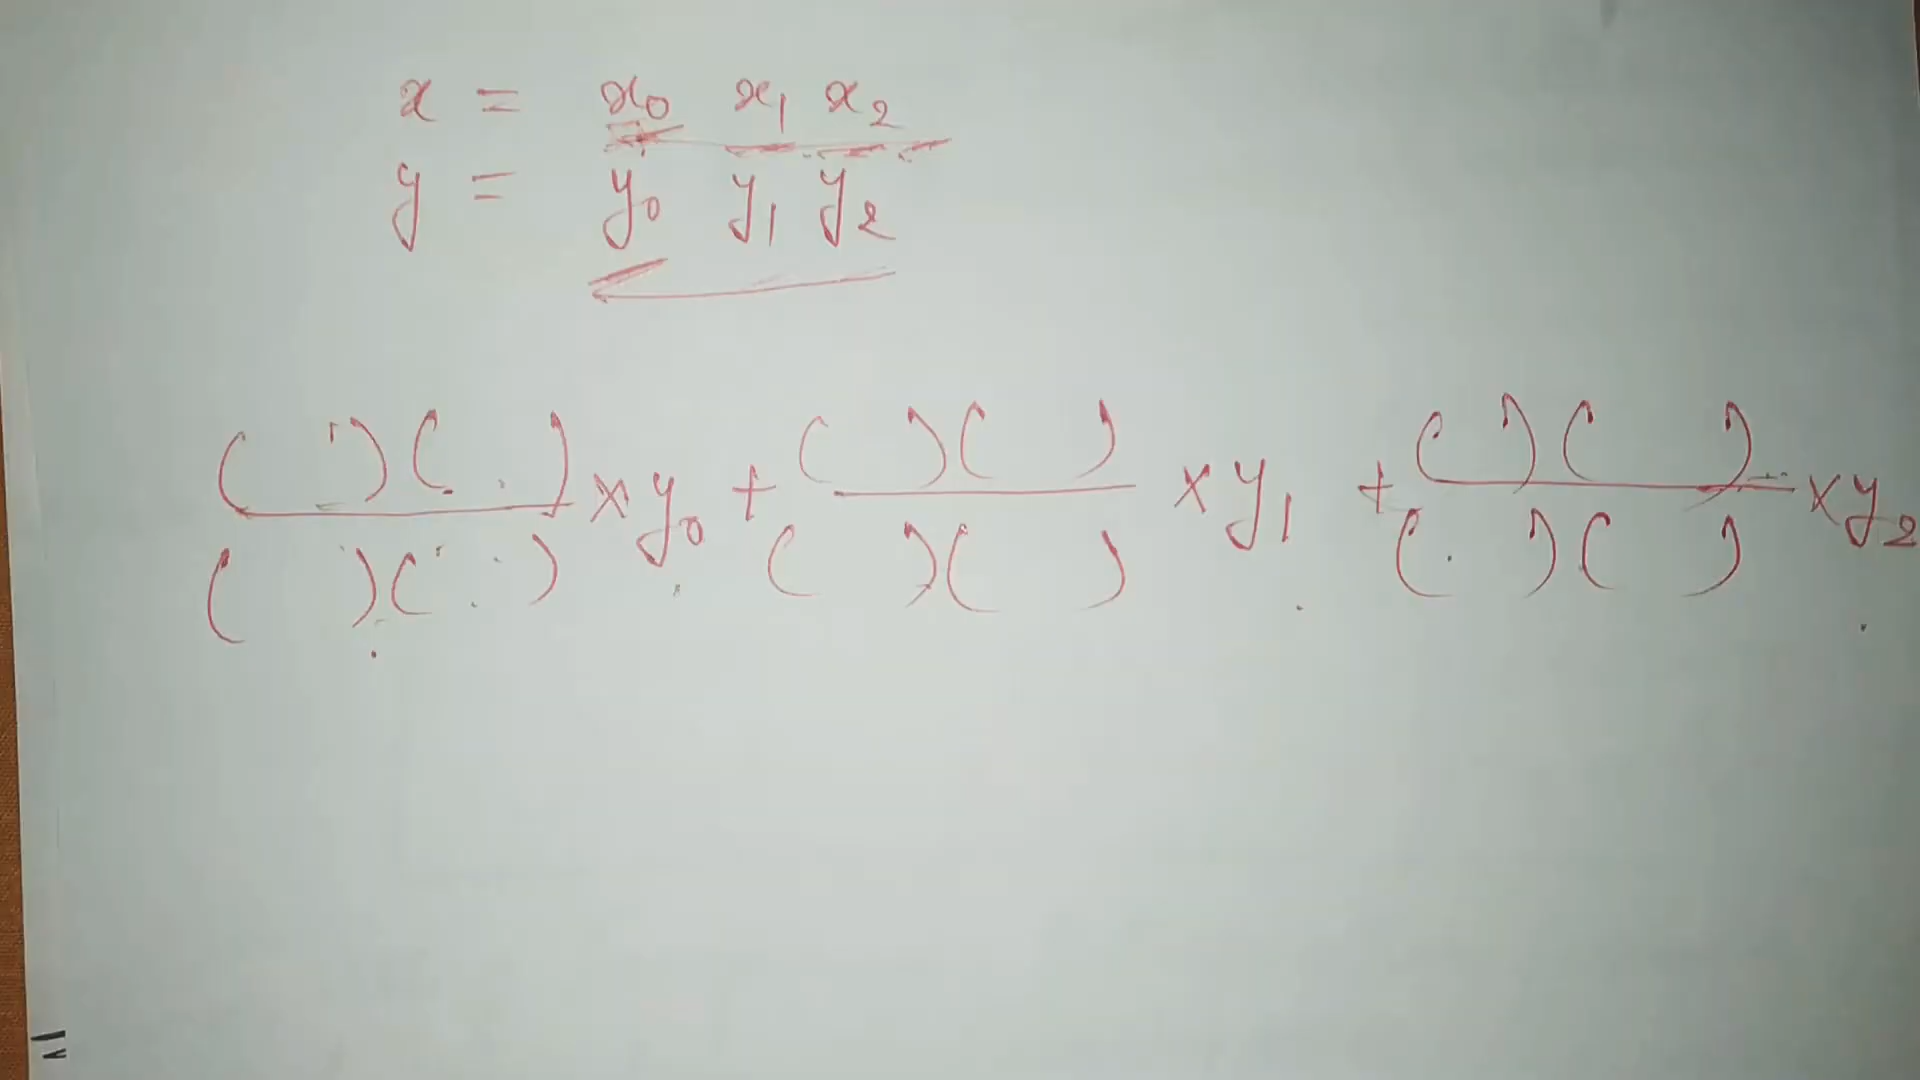 x = x₀ x₁ x₂
y = y₀ y₁ y₂
( )( ) / ( )( ) × y₀ + ( )( ) / ( )( ) × y₁ + ( )( ) / ( )( ) × y₂